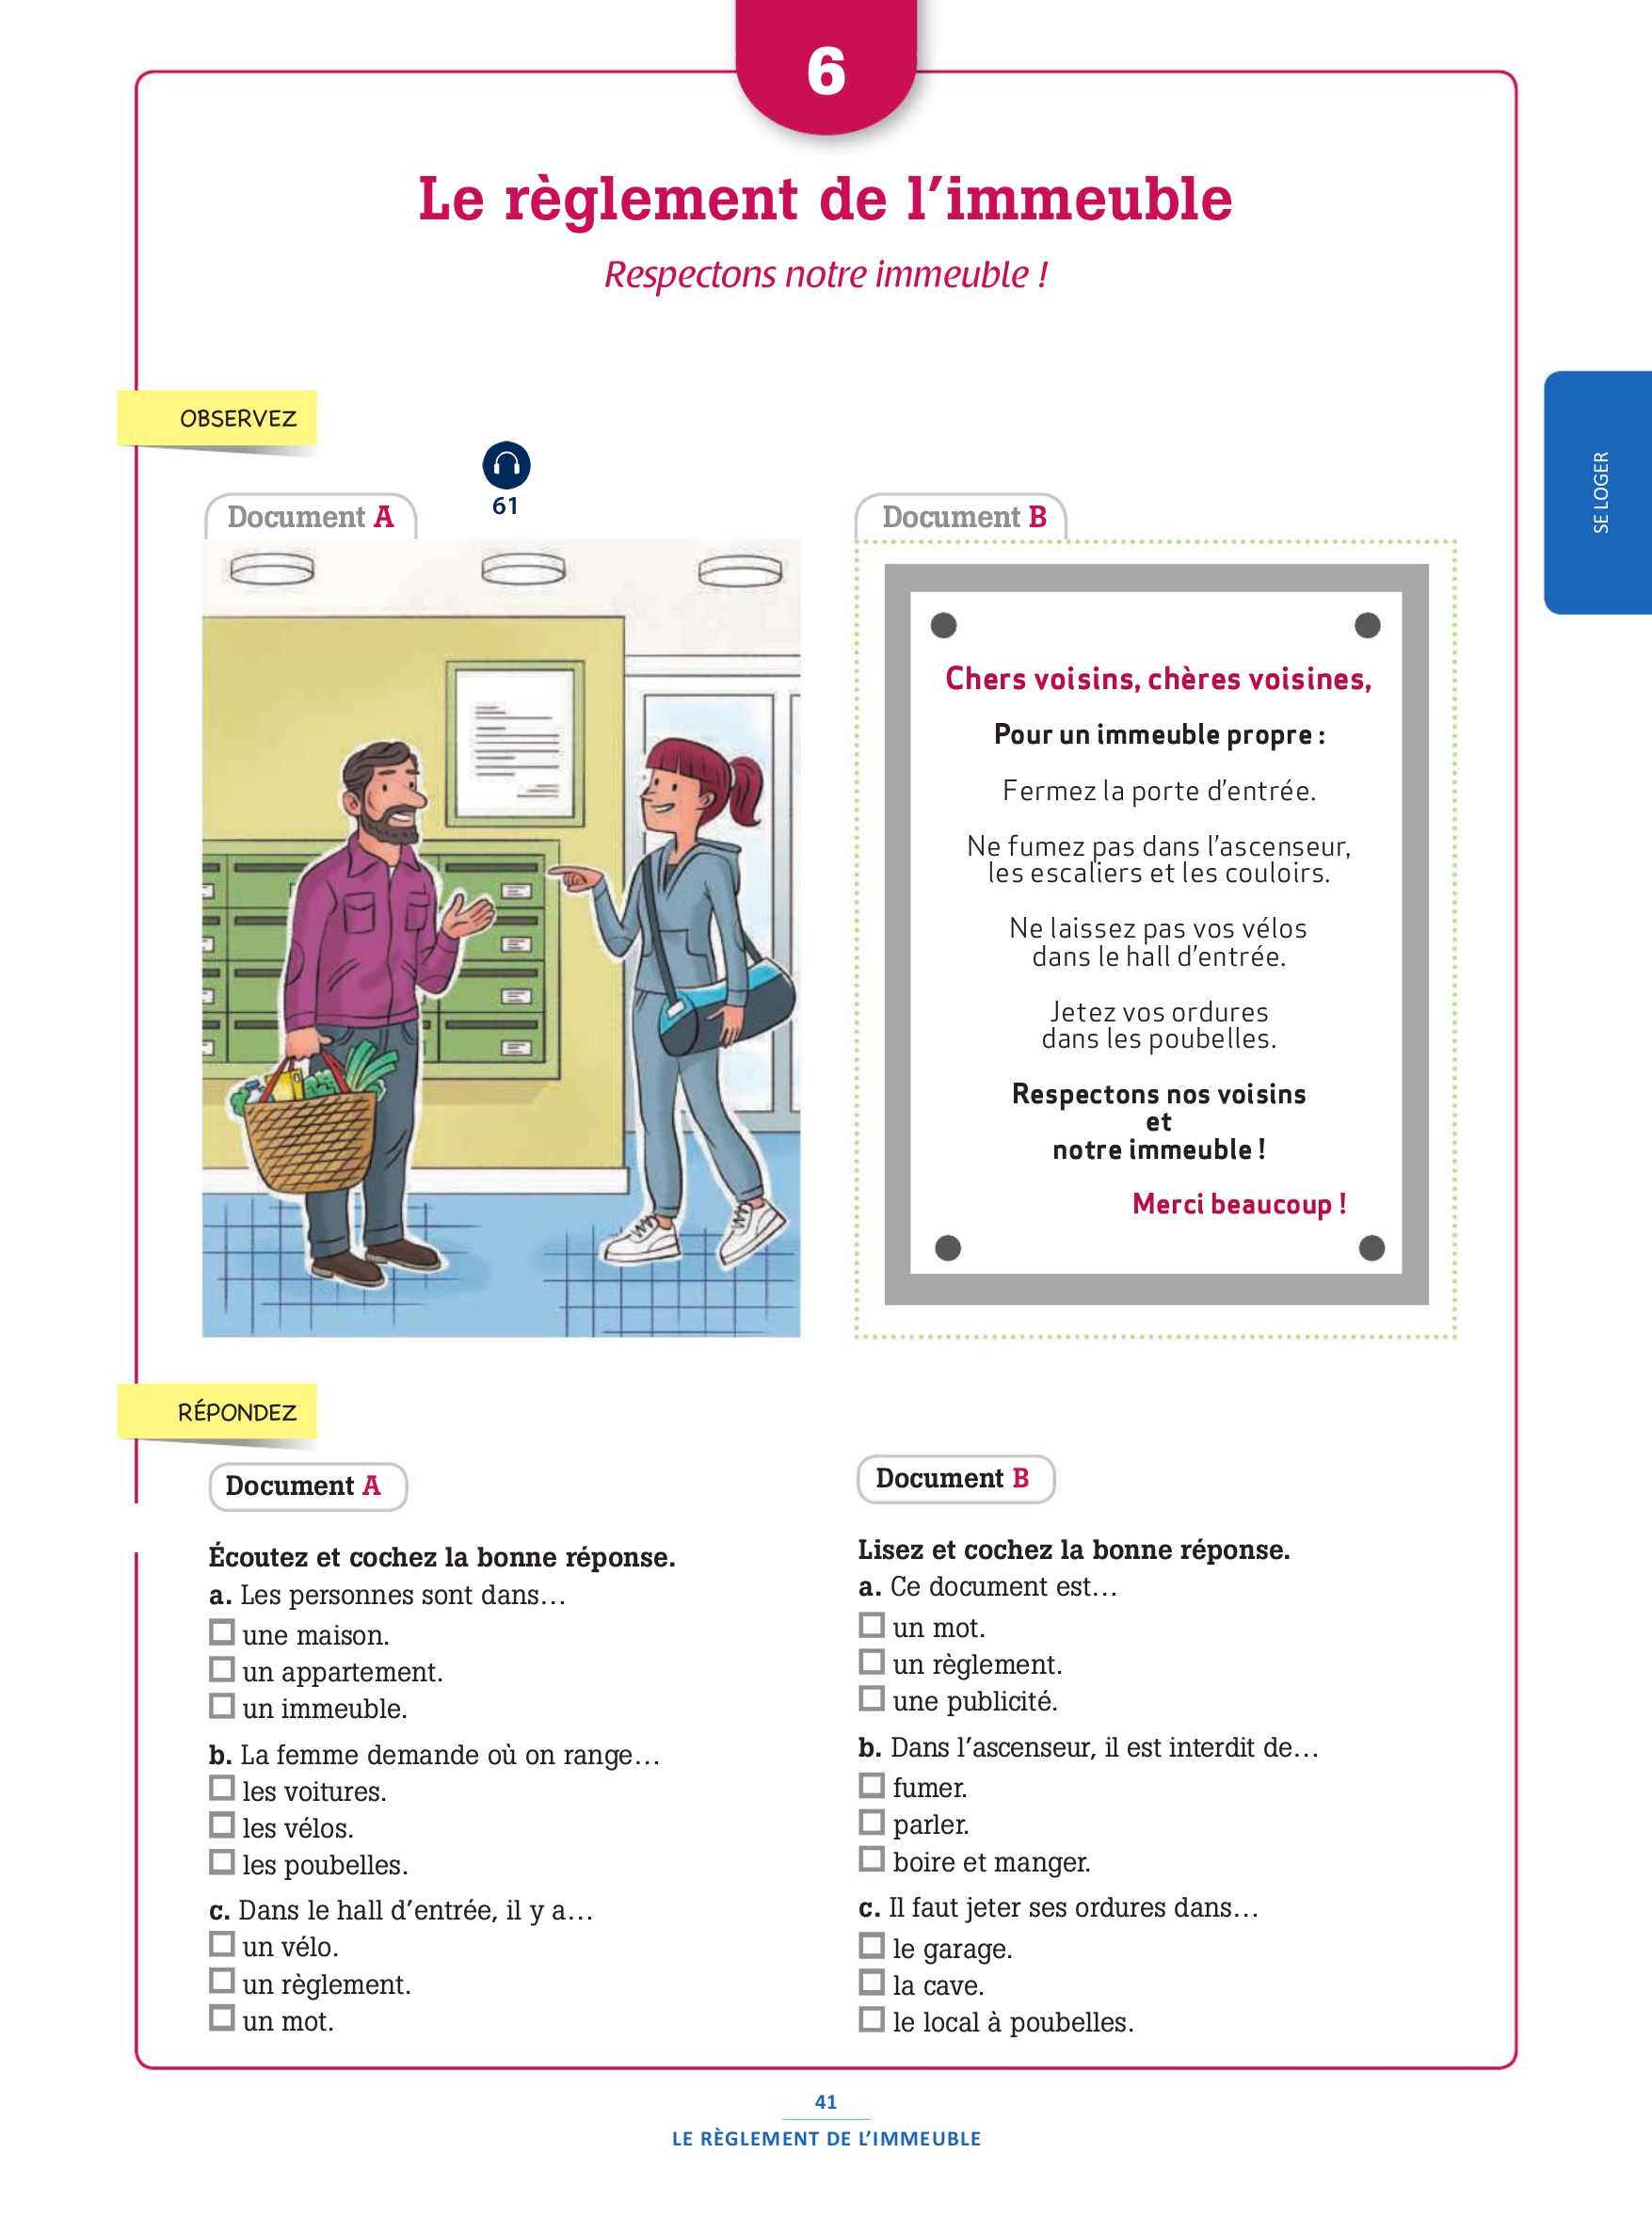 6
Le règlement de l'immeuble
Respectons notre immeuble !
OBSERVEZ
SE LOGER
61
Document A
Document B
Chers voisins, chères voisines,
Pour un immeuble propre :
Fermez la porte d'entrée.
Ne fumez pas dans l'ascenseur,
les escaliers et les couloirs.
Ne laissez pas vos vélos
dans le hall d'entrée.
Jetez vos ordures
dans les poubelles.
Respectons nos voisins
et
notre immeuble !
Merci beaucoup !
RÉPONDEZ
Document A
Écoutez et cochez la bonne réponse.
a. Les personnes sont dans…
une maison.
un appartement.
un immeuble.
b. La femme demande où on range…
les voitures.
les vélos.
les poubelles.
c. Dans le hall d'entrée, il y a…
un vélo.
un règlement.
un mot.
Document B
Lisez et cochez la bonne réponse.
a. Ce document est…
un mot.
un règlement.
une publicité.
b. Dans l'ascenseur, il est interdit de…
fumer.
parler.
boire et manger.
c. Il faut jeter ses ordures dans…
le garage.
la cave.
le local à poubelles.
41
LE RÈGLEMENT DE L'IMMEUBLE